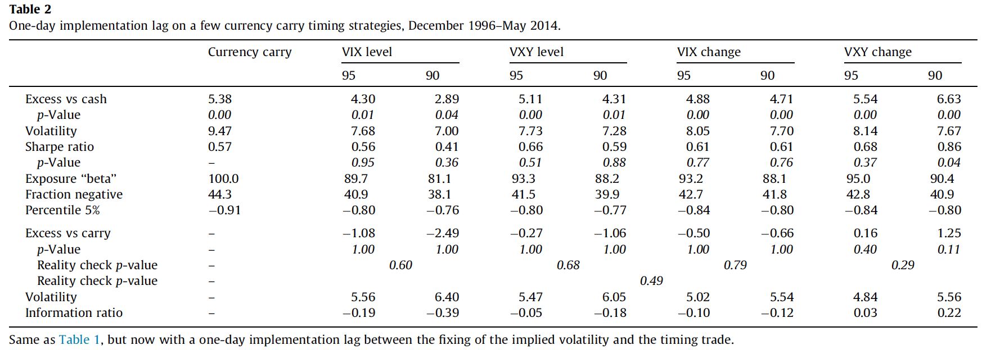 Table 2
One-day implementation lag on a few currency carry timing strategies, December 1996–May 2014.
Currency carry VIX level VXY level VIX change VXY change
95 90 95 90 95 90 95 90
Excess vs cash 5.38 4.30 2.89 5.11 4.31 4.88 4.71 5.54 6.63
p-Value 0.00 0.01 0.04 0.00 0.01 0.00 0.00 0.00 0.00
Volatility 9.47 7.68 7.00 7.73 7.28 8.05 7.70 8.14 7.67
Sharpe ratio 0.57 0.56 0.41 0.66 0.59 0.61 0.61 0.68 0.86
p-Value – 0.95 0.36 0.51 0.88 0.77 0.76 0.37 0.04
Exposure “beta” 100.0 89.7 81.1 93.3 88.2 93.2 88.1 95.0 90.4
Fraction negative 44.3 40.9 38.1 41.5 39.9 42.7 41.8 42.8 40.9
Percentile 5% −0.91 −0.80 −0.76 −0.80 −0.77 −0.84 −0.80 −0.84 −0.80
Excess vs carry – −1.08 −2.49 −0.27 −1.06 −0.50 −0.66 0.16 1.25
p-Value – 1.00 1.00 1.00 1.00 1.00 1.00 0.40 0.11
Reality check p-value – 0.60 0.68 0.79 0.29
Reality check p-value – 0.49
Volatility – 5.56 6.40 5.47 6.05 5.02 5.54 4.84 5.56
Information ratio – −0.19 −0.39 −0.05 −0.18 −0.10 −0.12 0.03 0.22
Same as Table 1, but now with a one-day implementation lag between the fixing of the implied volatility and the timing trade.